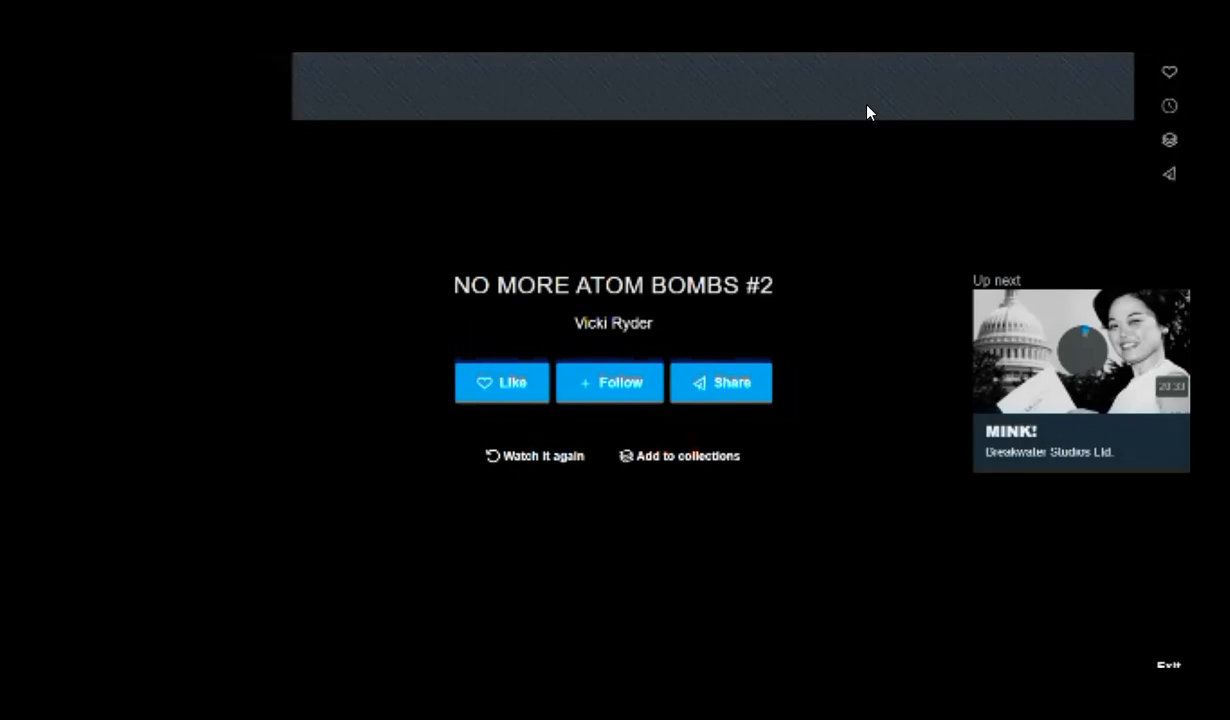 NO MORE ATOM BOMBS #2
Vicki Ryder
Like
Follow
Share
Watch it again
Add to collections
Up next
20:33
MINK!
Breakwater Studios Ltd.
Exit